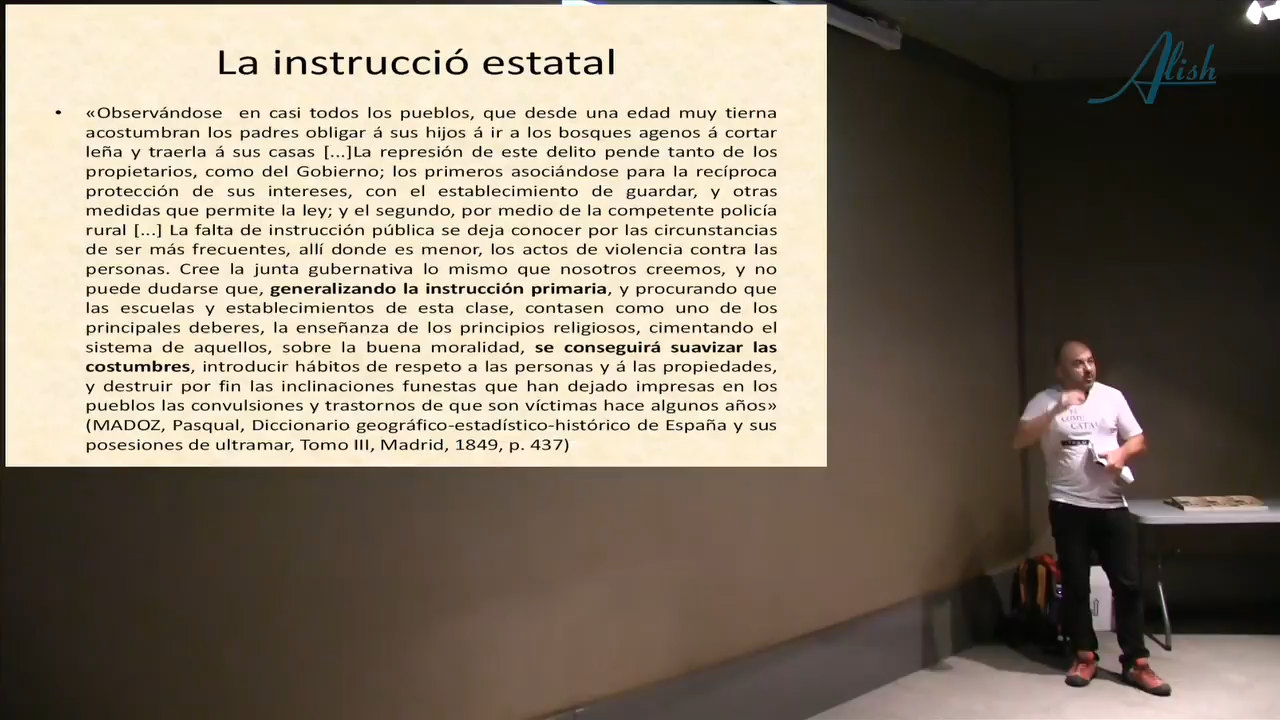 La instrucció estatal
• «Observándose en casi todos los pueblos, que desde una edad muy tierna
acostumbran los padres obligar á sus hijos á ir a los bosques agenos á cortar
leña y traerla á sus casas [...]La represión de este delito pende tanto de los
propietarios, como del Gobierno; los primeros asociándose para la recíproca
protección de sus intereses, con el establecimiento de guardar, y otras
medidas que permite la ley; y el segundo, por medio de la competente policía
rural [...] La falta de instrucción pública se deja conocer por las circunstancias
de ser más frecuentes, allí donde es menor, los actos de violencia contra las
personas. Cree la junta gubernativa lo mismo que nosotros creemos, y no
puede dudarse que, generalizando la instrucción primaria, y procurando que
las escuelas y establecimientos de esta clase, contasen como uno de los
principales deberes, la enseñanza de los principios religiosos, cimentando el
sistema de aquellos, sobre la buena moralidad, se conseguirá suavizar las
costumbres, introducir hábitos de respeto a las personas y á las propiedades,
y destruir por fin las inclinaciones funestas que han dejado impresas en los
pueblos las convulsiones y trastornos de que son víctimas hace algunos años»
(MADOZ, Pasqual, Diccionario geográfico-estadístico-histórico de España y sus
posesiones de ultramar, Tomo III, Madrid, 1849, p. 437)
Alish